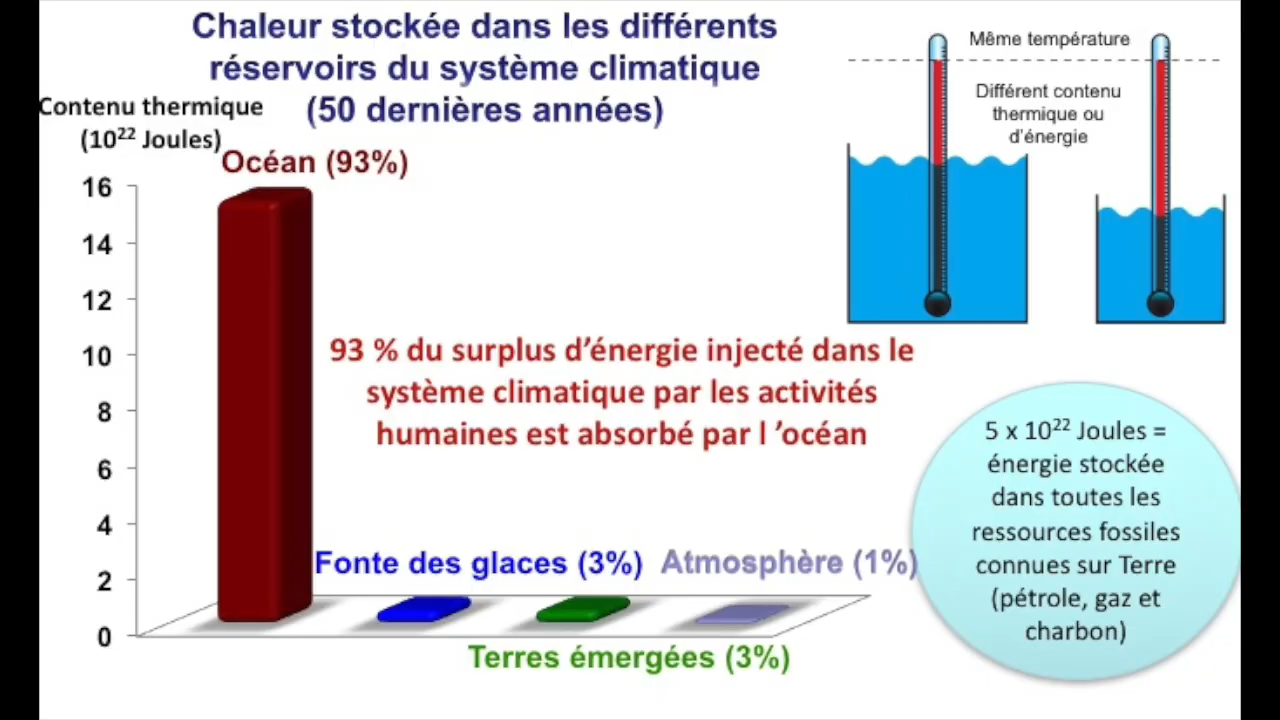 Chaleur stockée dans les différents
réservoirs du système climatique
(50 dernières années)
Contenu thermique
(10²² Joules)
Océan (93%)
16
14
12
10
8
6
4
2
0
93 % du surplus d’énergie injecté dans le
système climatique par les activités
humaines est absorbé par l ’océan
Fonte des glaces (3%)
Atmosphère (1%)
Terres émergées (3%)
Même température
Différent contenu
thermique ou
d’énergie
5 x 10²² Joules =
énergie stockée
dans toutes les
ressources fossiles
connues sur Terre
(pétrole, gaz et
charbon)